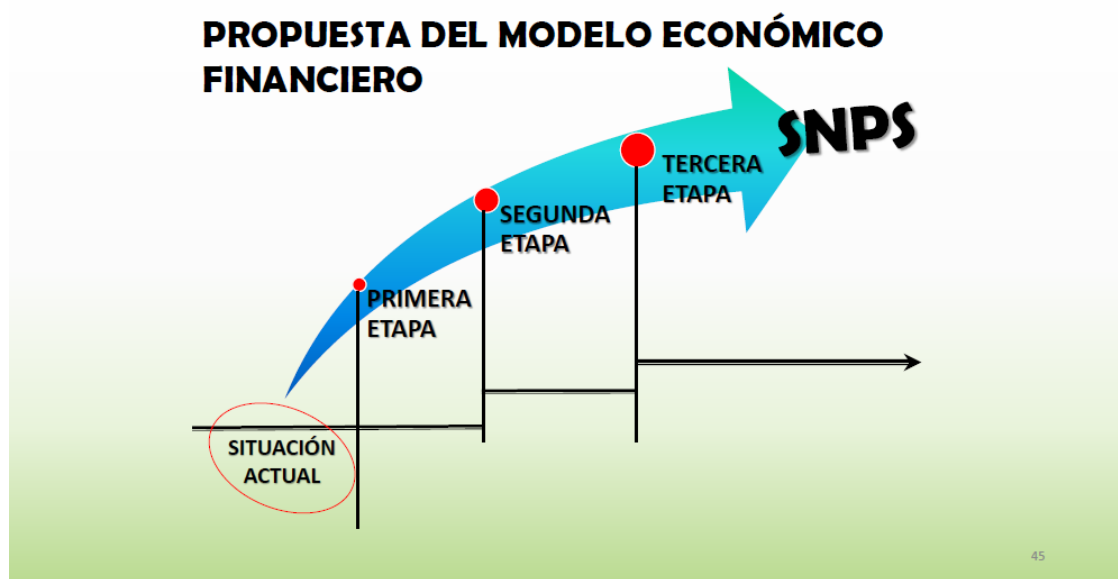 PROPUESTA DEL MODELO ECONÓMICO
FINANCIERO
SNPS
TERCERA
ETAPA
SEGUNDA
ETAPA
PRIMERA
ETAPA
SITUACIÓN
ACTUAL
45